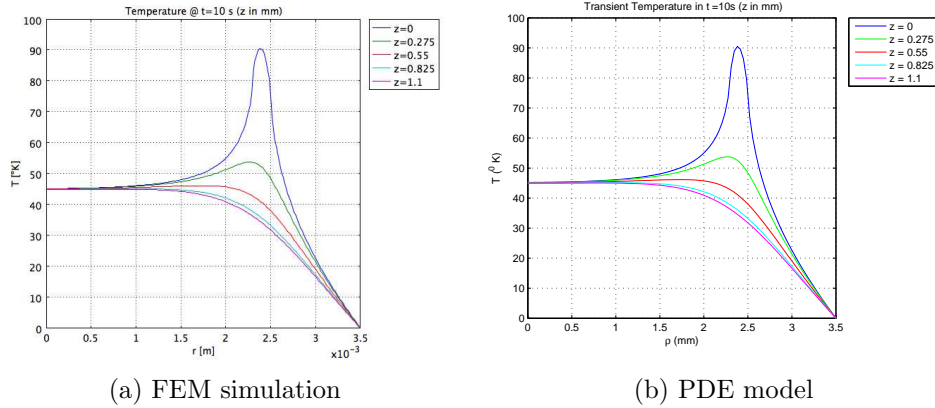 Temperature @ t=10 s (z in mm)
100
90
80
70
60
50
40
30
20
10
0
T [°K]
0
0.5
1
1.5
2
2.5
3
3.5
x10⁻³
r [m]
z=0
z=0.275
z=0.55
z=0.825
z=1.1
(a) FEM simulation
Transient Temperature in t =10s (z in mm)
100
90
80
70
60
50
40
30
20
10
0
T (⁰ K)
0
0.5
1
1.5
2
2.5
3
3.5
ρ (mm)
z = 0
z = 0.275
z = 0.55
z = 0.825
z = 1.1
(b) PDE model